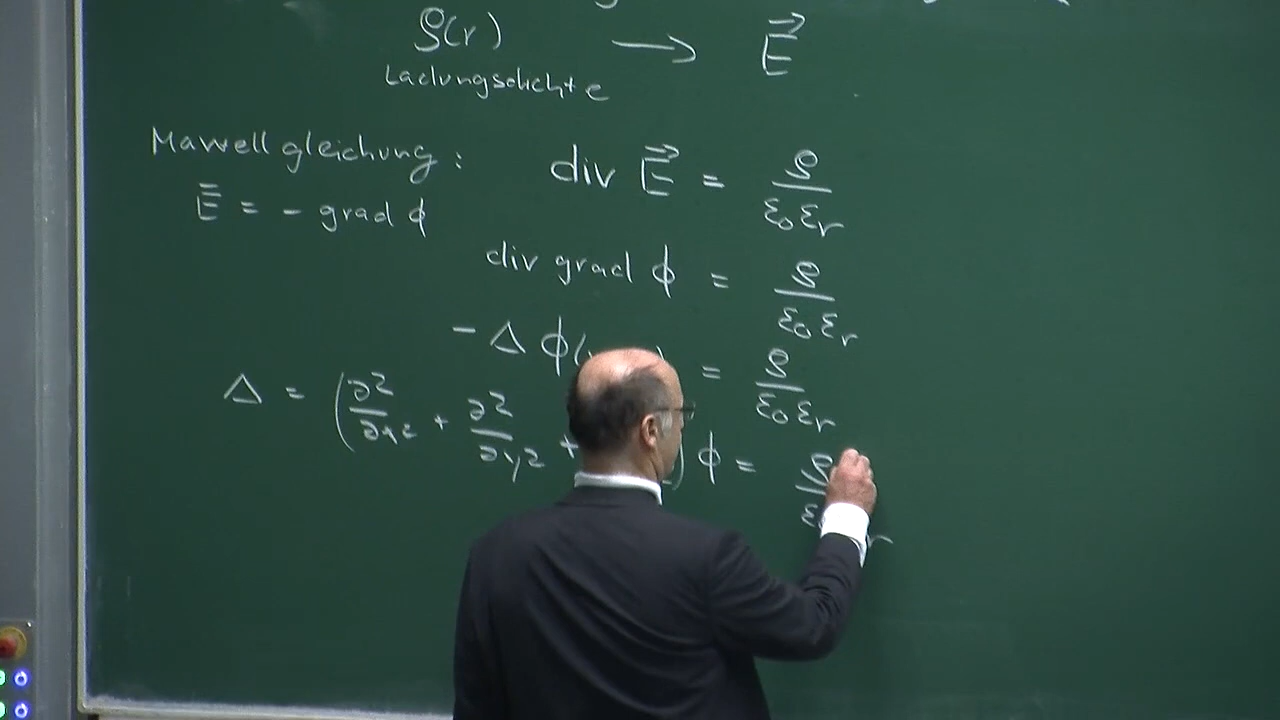 ρ(r) → E⃗
Ladungsdichte
Maxwellgleichung : div E⃗ = ρ/ε₀εᵣ
E⃗ = - grad ϕ
div grad ϕ = ρ/ε₀εᵣ
- Δ ϕ( ) = ρ/ε₀εᵣ
Δ = (∂²/∂x² + ∂²/∂y² + ) ϕ = ρ/ε r